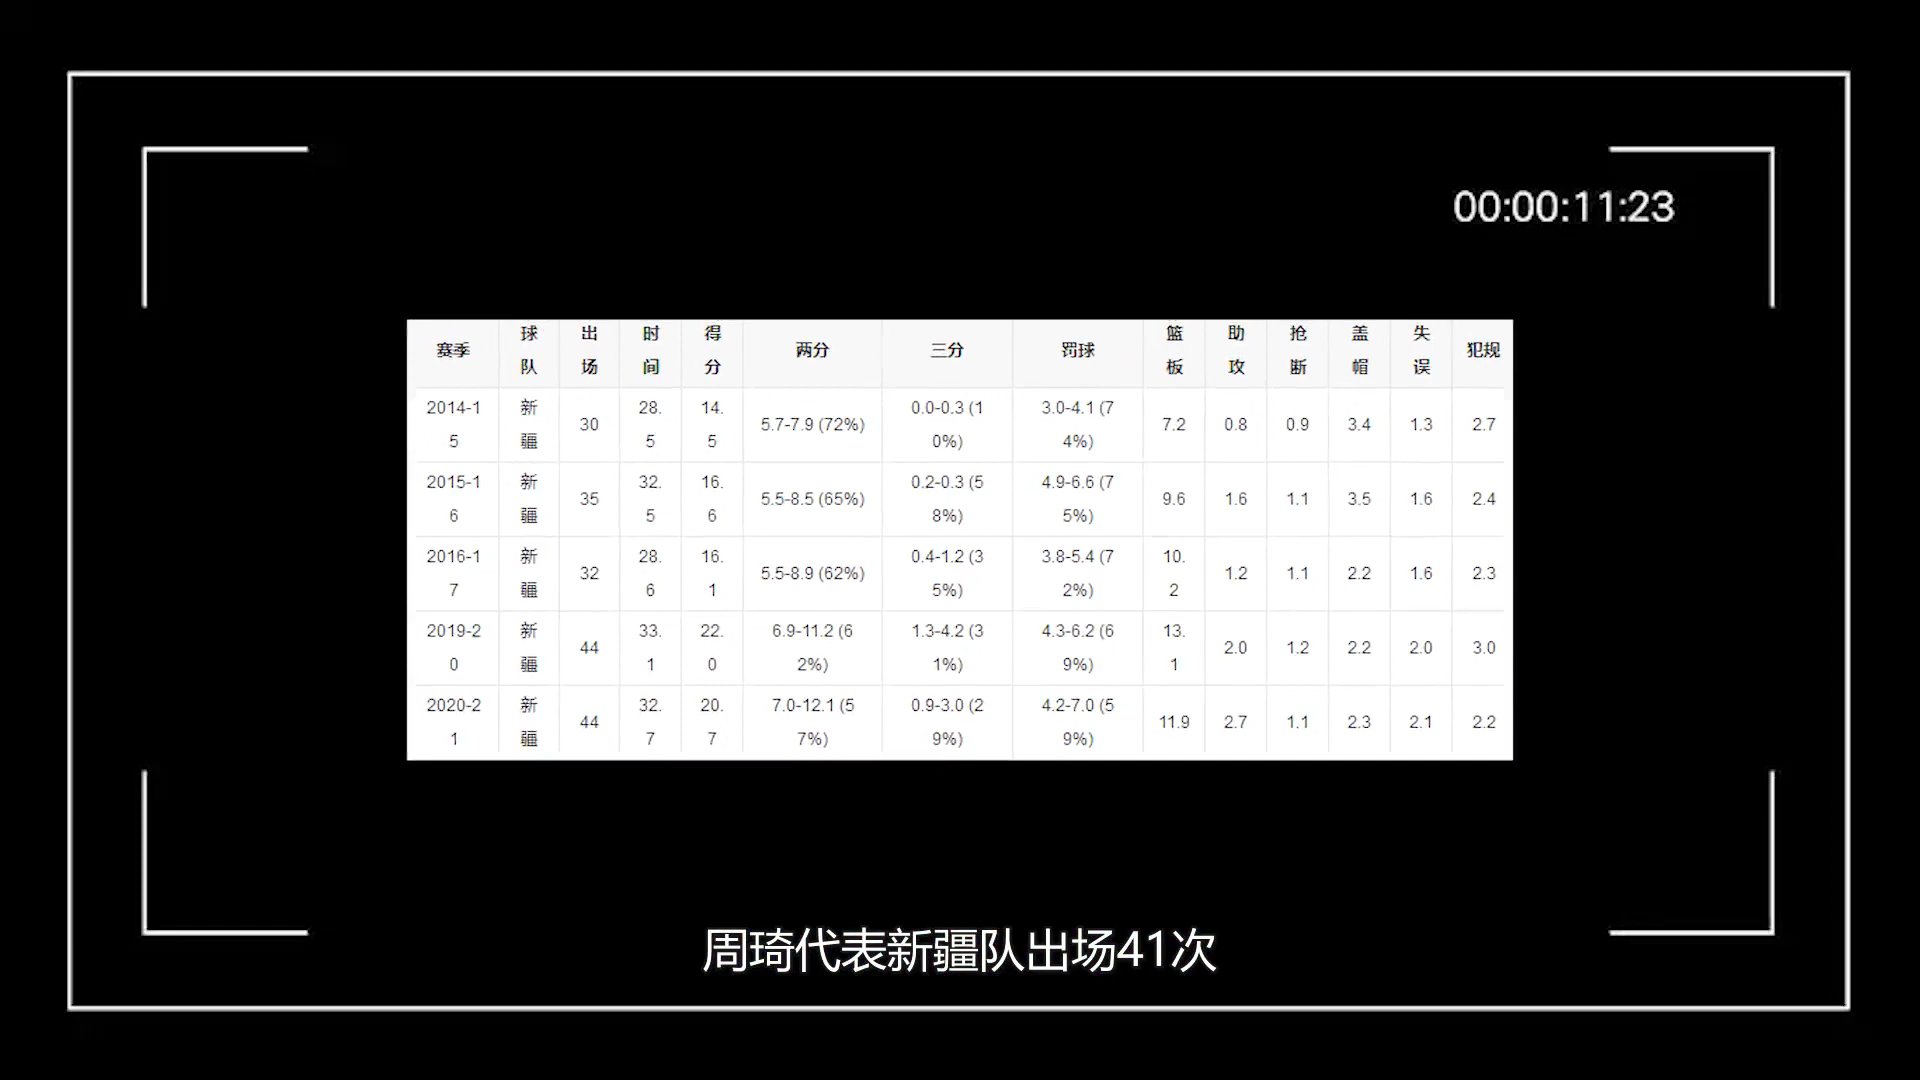 00:00:11:23
赛季 球队 出场 时间 得分 两分 三分 罚球 篮板 助攻 抢断 盖帽 失误 犯规
2014-15 新疆 30 28.5 14.5 5.7-7.9 (72%) 0.0-0.3 (10%) 3.0-4.1 (74%) 7.2 0.8 0.9 3.4 1.3 2.7
2015-16 新疆 35 32.5 16.6 5.5-8.5 (65%) 0.2-0.3 (58%) 4.9-6.6 (75%) 9.6 1.6 1.1 3.5 1.6 2.4
2016-17 新疆 32 28.6 16.1 5.5-8.9 (62%) 0.4-1.2 (35%) 3.8-5.4 (72%) 10.2 1.2 1.1 2.2 1.6 2.3
2019-20 新疆 44 33.1 22.0 6.9-11.2 (62%) 1.3-4.2 (31%) 4.3-6.2 (69%) 13.1 2.0 1.2 2.2 2.0 3.0
2020-21 新疆 44 32.7 20.7 7.0-12.1 (57%) 0.9-3.0 (29%) 4.2-7.0 (59%) 11.9 2.7 1.1 2.3 2.1 2.2
周琦代表新疆队出场41次